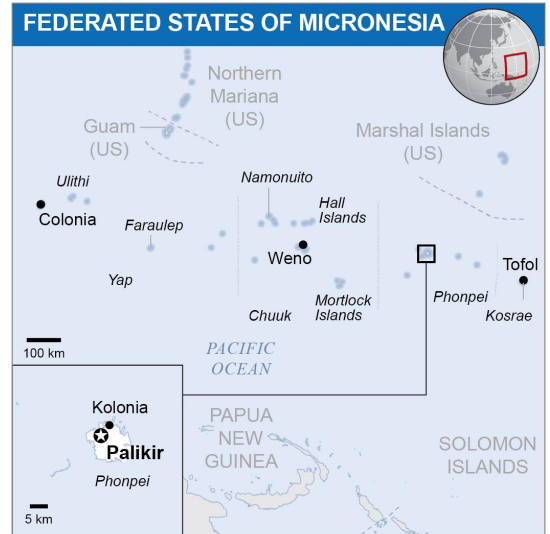 FEDERATED STATES OF MICRONESIA
Northern
Mariana
(US)
Guam
(US)
Marshal Islands
(US)
Ulithi
Colonia
Faraulep
Yap
Namonuito
Hall
Islands
Weno
Chuuk
Mortlock
Islands
Phonpei
Tofol
Kosrae
100 km
PACIFIC
OCEAN
Kolonia
Palikir
Phonpei
5 km
PAPUA
NEW
GUINEA
SOLOMON
ISLANDS